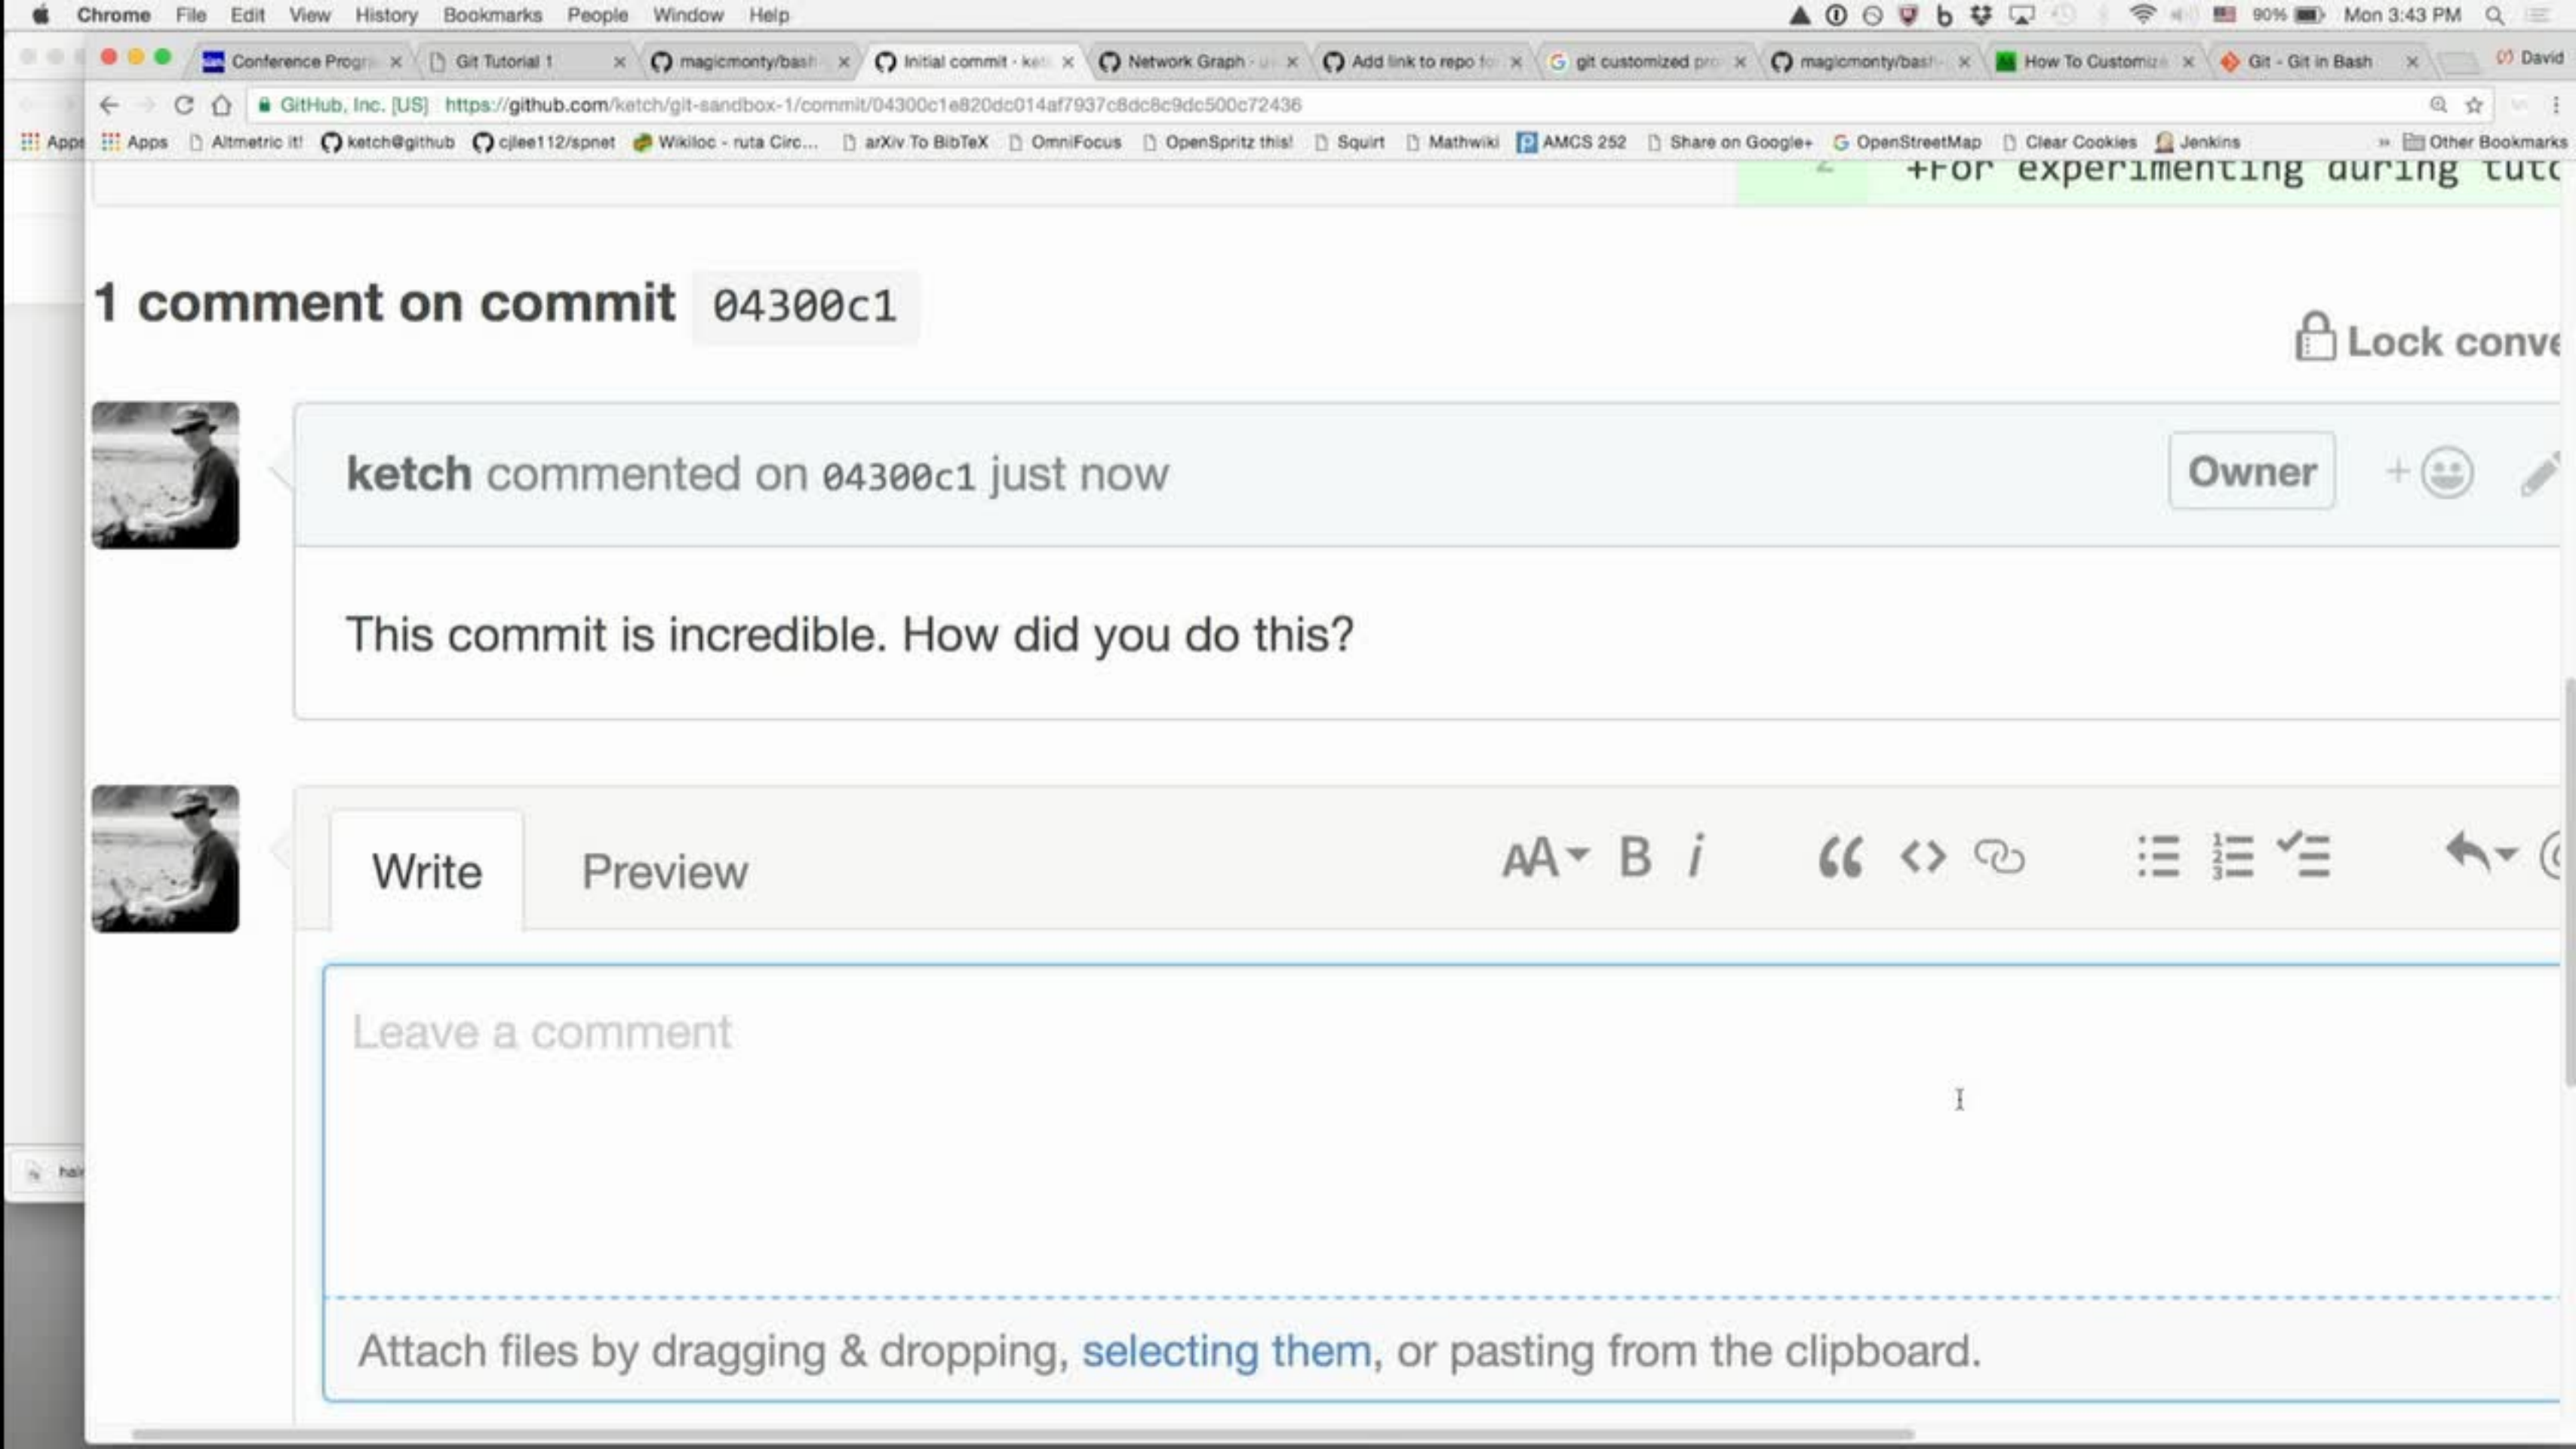 Chrome File Edit View History Bookmarks People Window Help 90% Mon 3:43 PM
Conference Progr Git Tutorial 1 magicmonty/bash Initial commit · ket Network Graph · Add link to repo fo git customized pro magicmonty/bash- How To Customize Git - Git in Bash David
GitHub, Inc. [US] https://github.com/ketch/git-sandbox-1/commit/04300c1e820dc014af7937c8dc8c9dc500c72436
Apps Apps Altmetric it! ketch@github cjlee112/spnet Wikiloc - ruta Circ... arXiv To BibTeX OmniFocus OpenSpritz this! Squirt Mathwiki AMCS 252 Share on Google+ OpenStreetMap Clear Cookies Jenkins » Other Bookmarks
2 +For experimenting during tuto
1 comment on commit 04300c1
Lock conve
ketch commented on 04300c1 just now Owner
This commit is incredible. How did you do this?
Write Preview AA B i
Leave a comment
hair
Attach files by dragging & dropping, selecting them, or pasting from the clipboard.